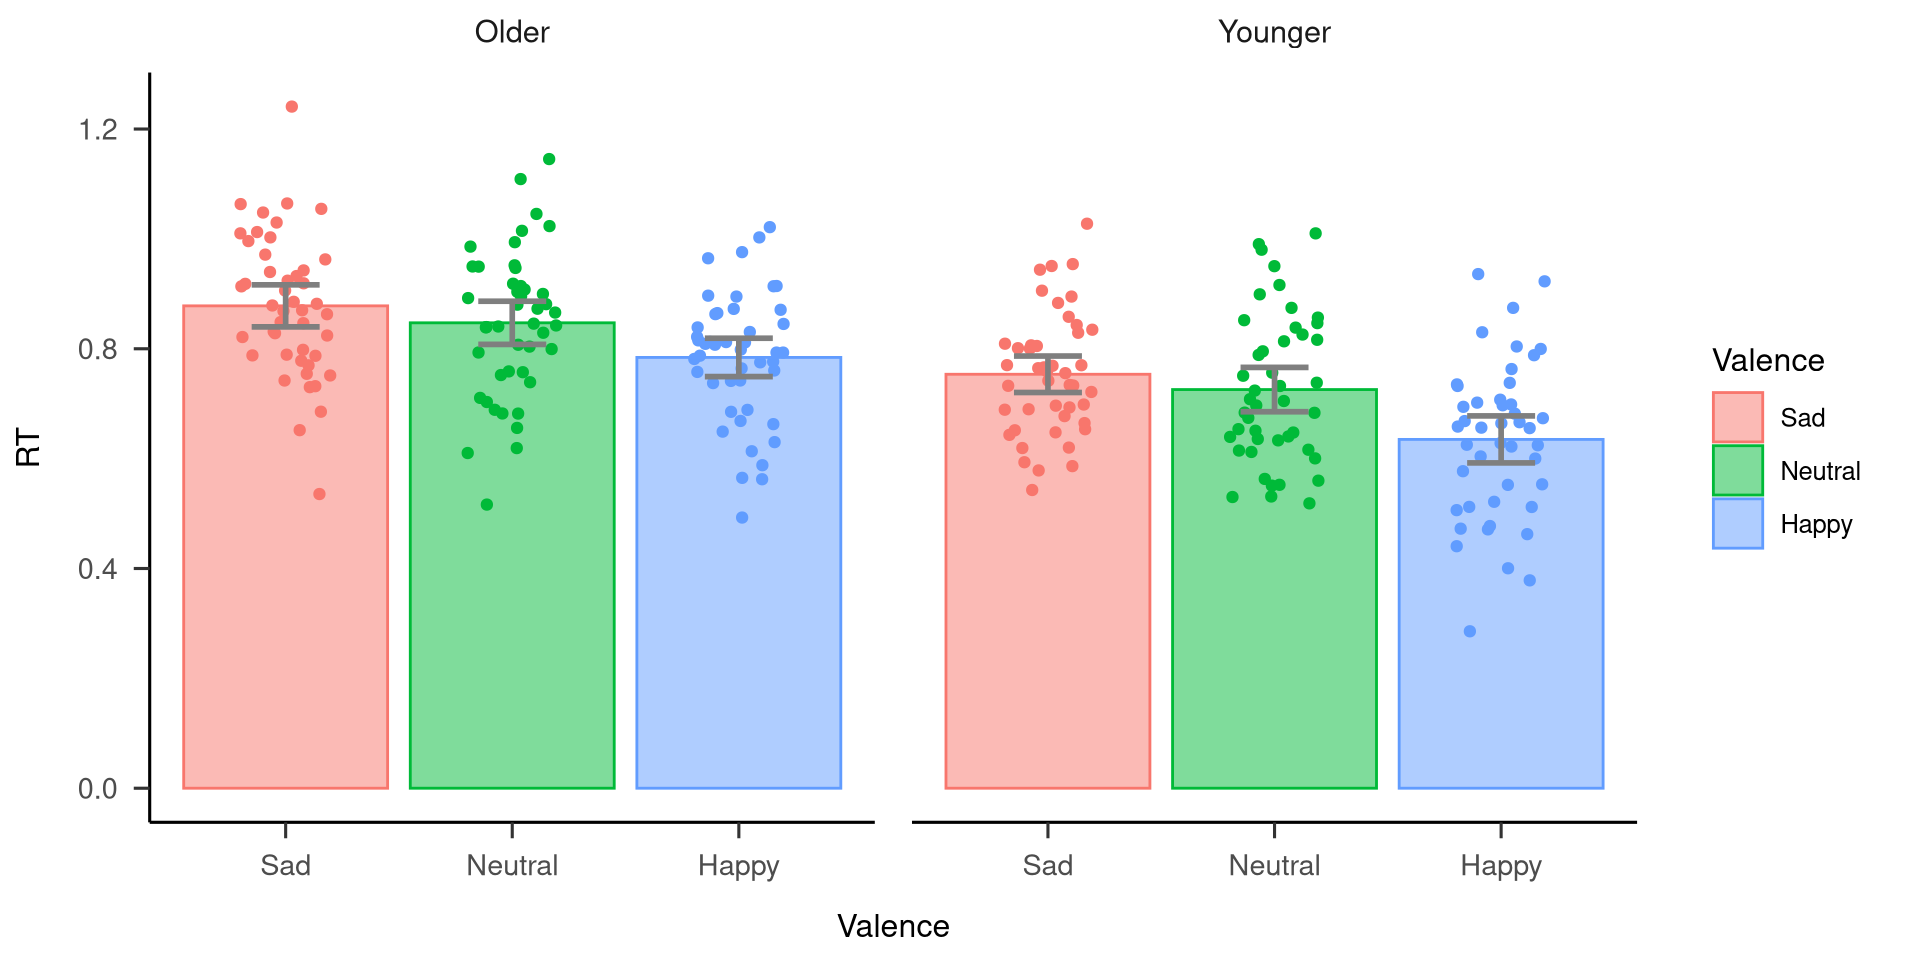 Older
Younger
1.2
0.8
0.4
0.0
RT
Sad
Neutral
Happy
Sad
Neutral
Happy
Valence
Valence
Sad
Neutral
Happy